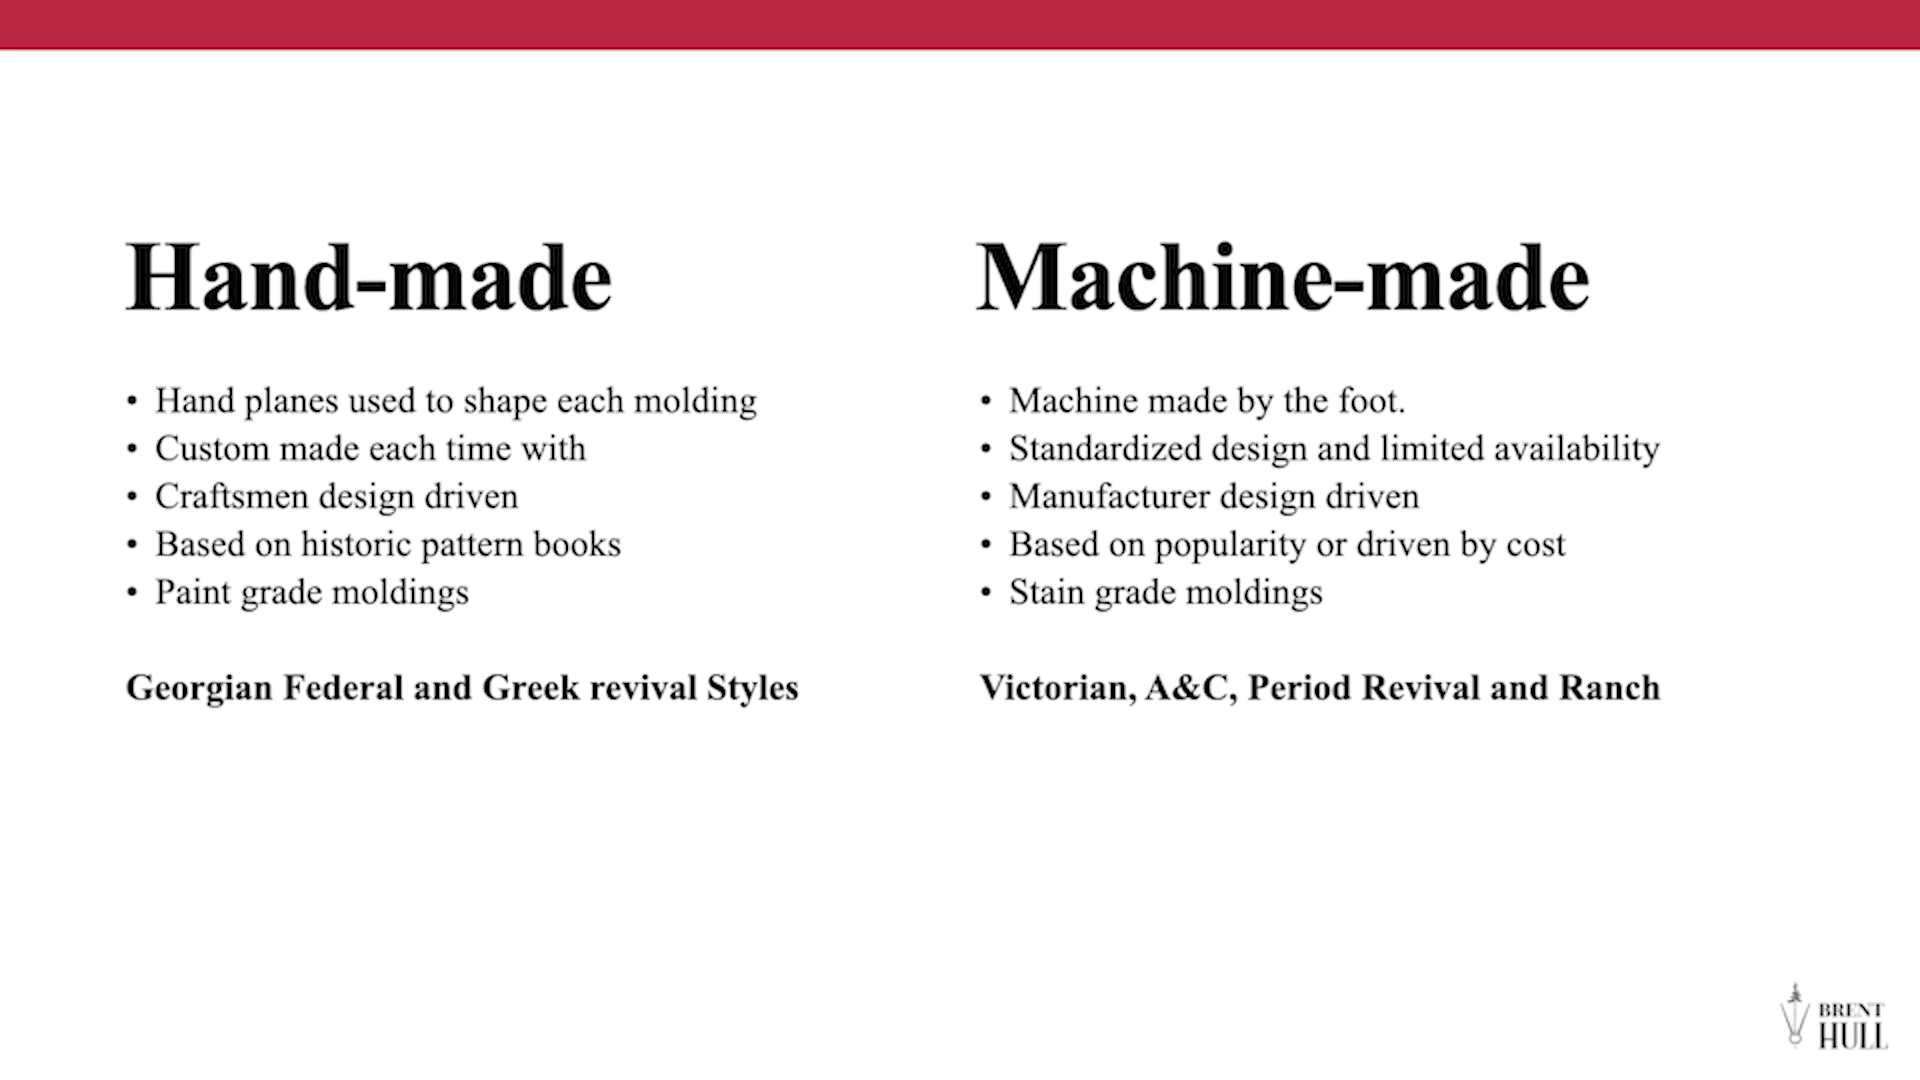 Hand-made
• Hand planes used to shape each molding
• Custom made each time with
• Craftsmen design driven
• Based on historic pattern books
• Paint grade moldings
Georgian Federal and Greek revival Styles
Machine-made
• Machine made by the foot.
• Standardized design and limited availability
• Manufacturer design driven
• Based on popularity or driven by cost
• Stain grade moldings
Victorian, A&C, Period Revival and Ranch
BRENT
HULL